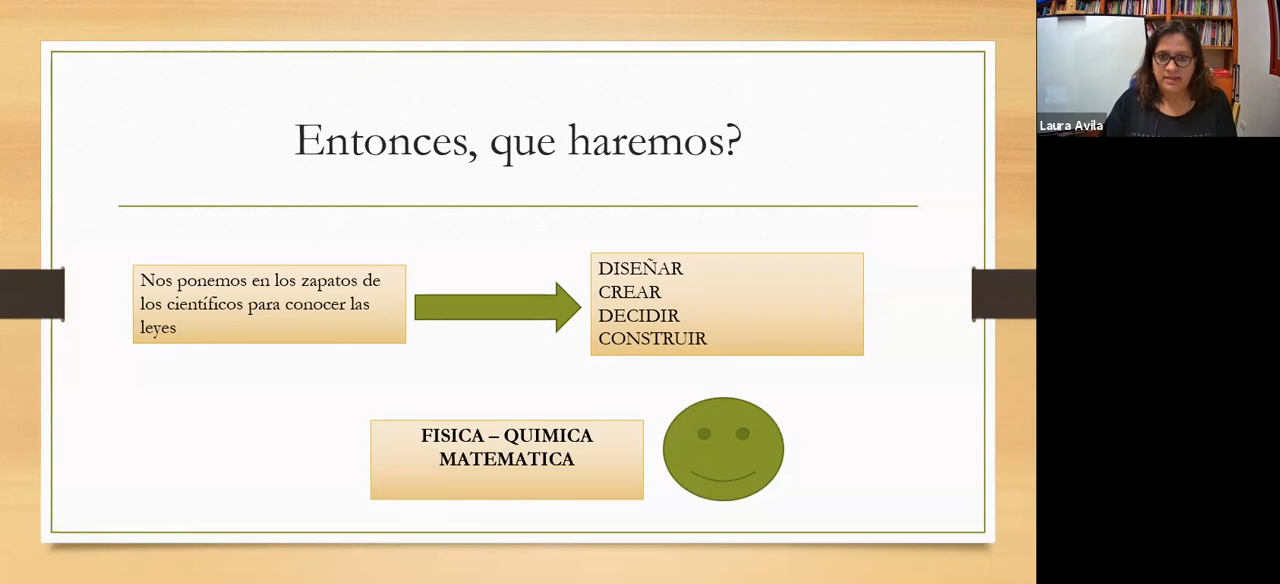 Entonces, que haremos?
Nos ponemos en los zapatos de
los científicos para conocer las
leyes
DISEÑAR
CREAR
DECIDIR
CONSTRUIR
FISICA – QUIMICA
MATEMATICA
Laura Avila